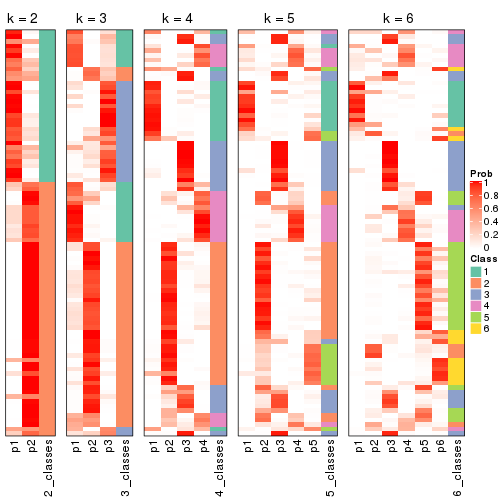 k = 2 k = 3 k = 4 k = 5 k = 6
Prob
1
0.8
0.6
0.4
0.2
0
Class
1
2
3
4
5
6
p1 p2 2_classes
p1 p2 p3 3_classes
p1 p2 p3 p4 4_classes
p1 p2 p3 p4 p5 5_classes
p1 p2 p3 p4 p5 p6 6_classes